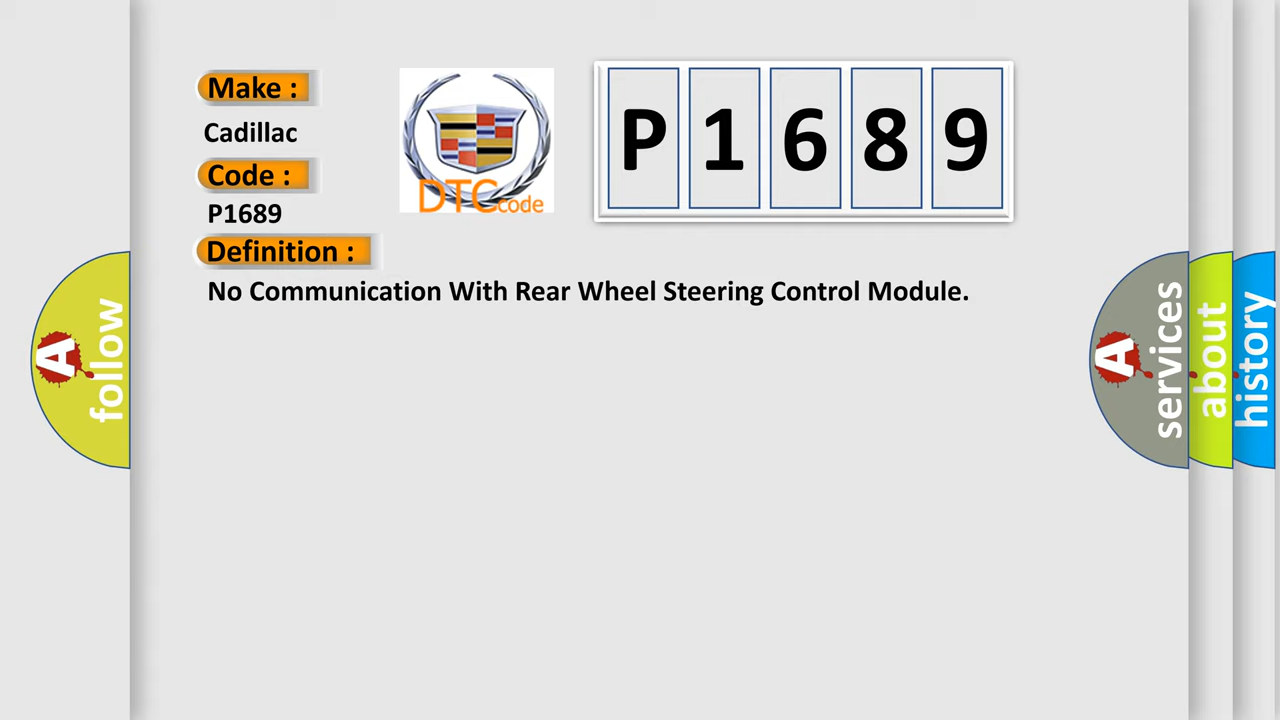 Make :
Cadillac
Code :
P1689
Definition :
No Communication With Rear Wheel Steering Control Module.
DTC code
P 1 6 8 9
A follow
A services
about
history